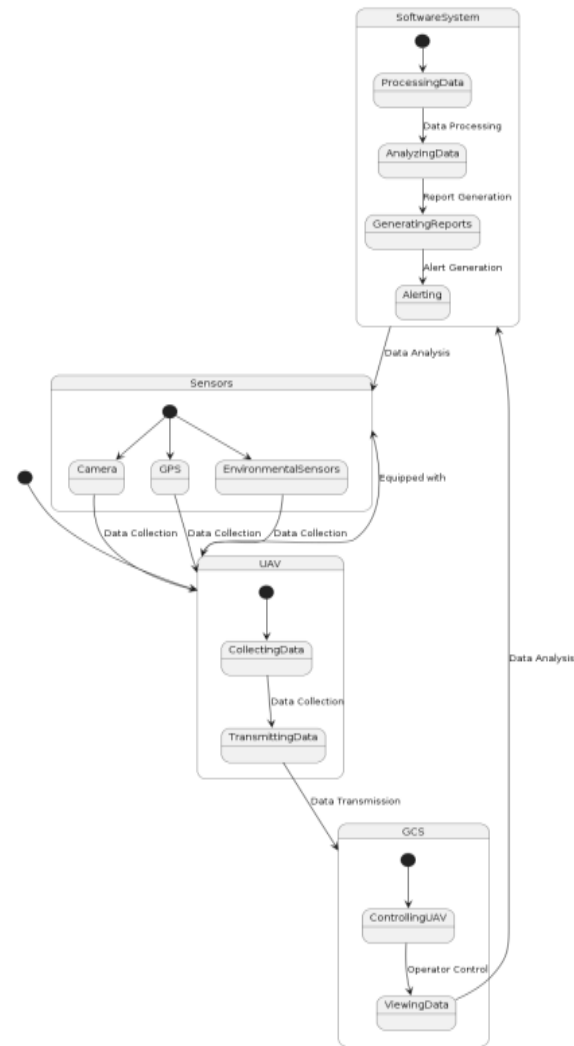 SoftwareSystem
ProcessingData
Data Processing
AnalyzingData
Report Generation
GeneratingReports
Alert Generation
Alerting
Data Analysis
Sensors
Camera
GPS
EnvironmentalSensors
Equipped with
Data Collection
Data Collection
Data Collection
UAV
CollectingData
Data Collection
TransmittingData
Data Analysis
Data Transmission
GCS
ControllingUAV
Operator Control
ViewingData